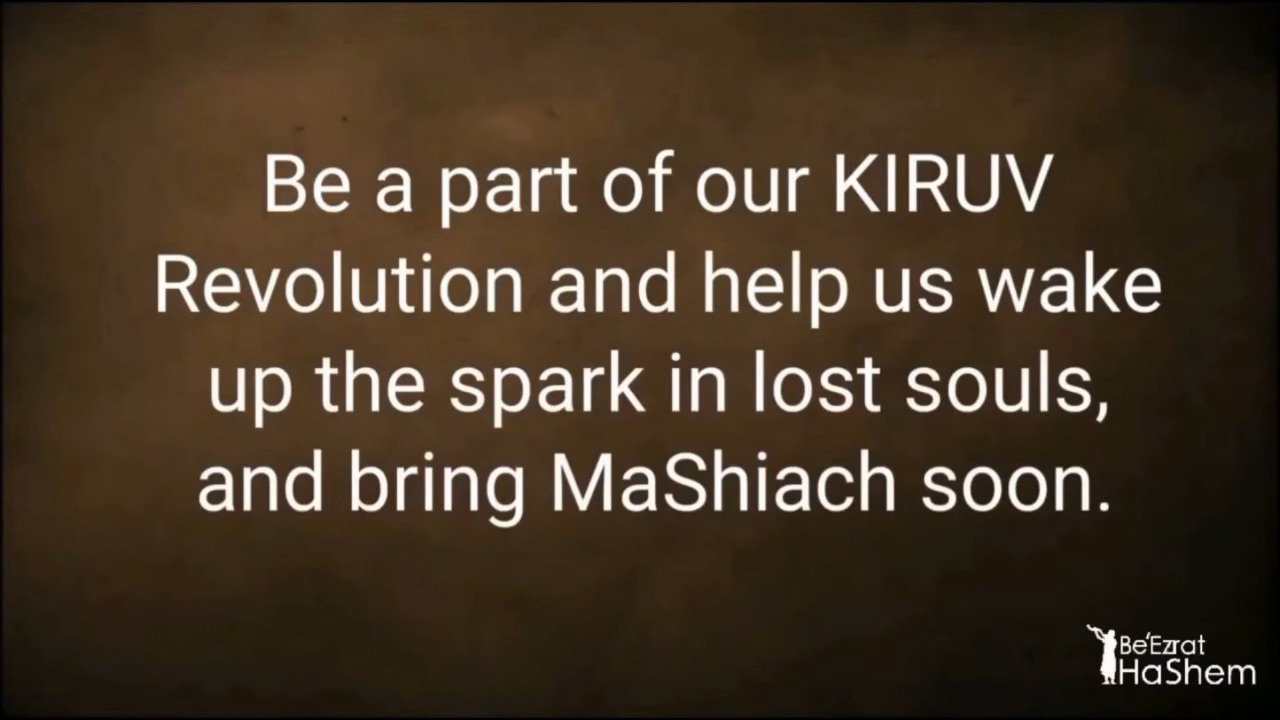 Be a part of our KIRUV
Revolution and help us wake
up the spark in lost souls,
and bring MaShiach soon.
Be'Ezrat
HaShem